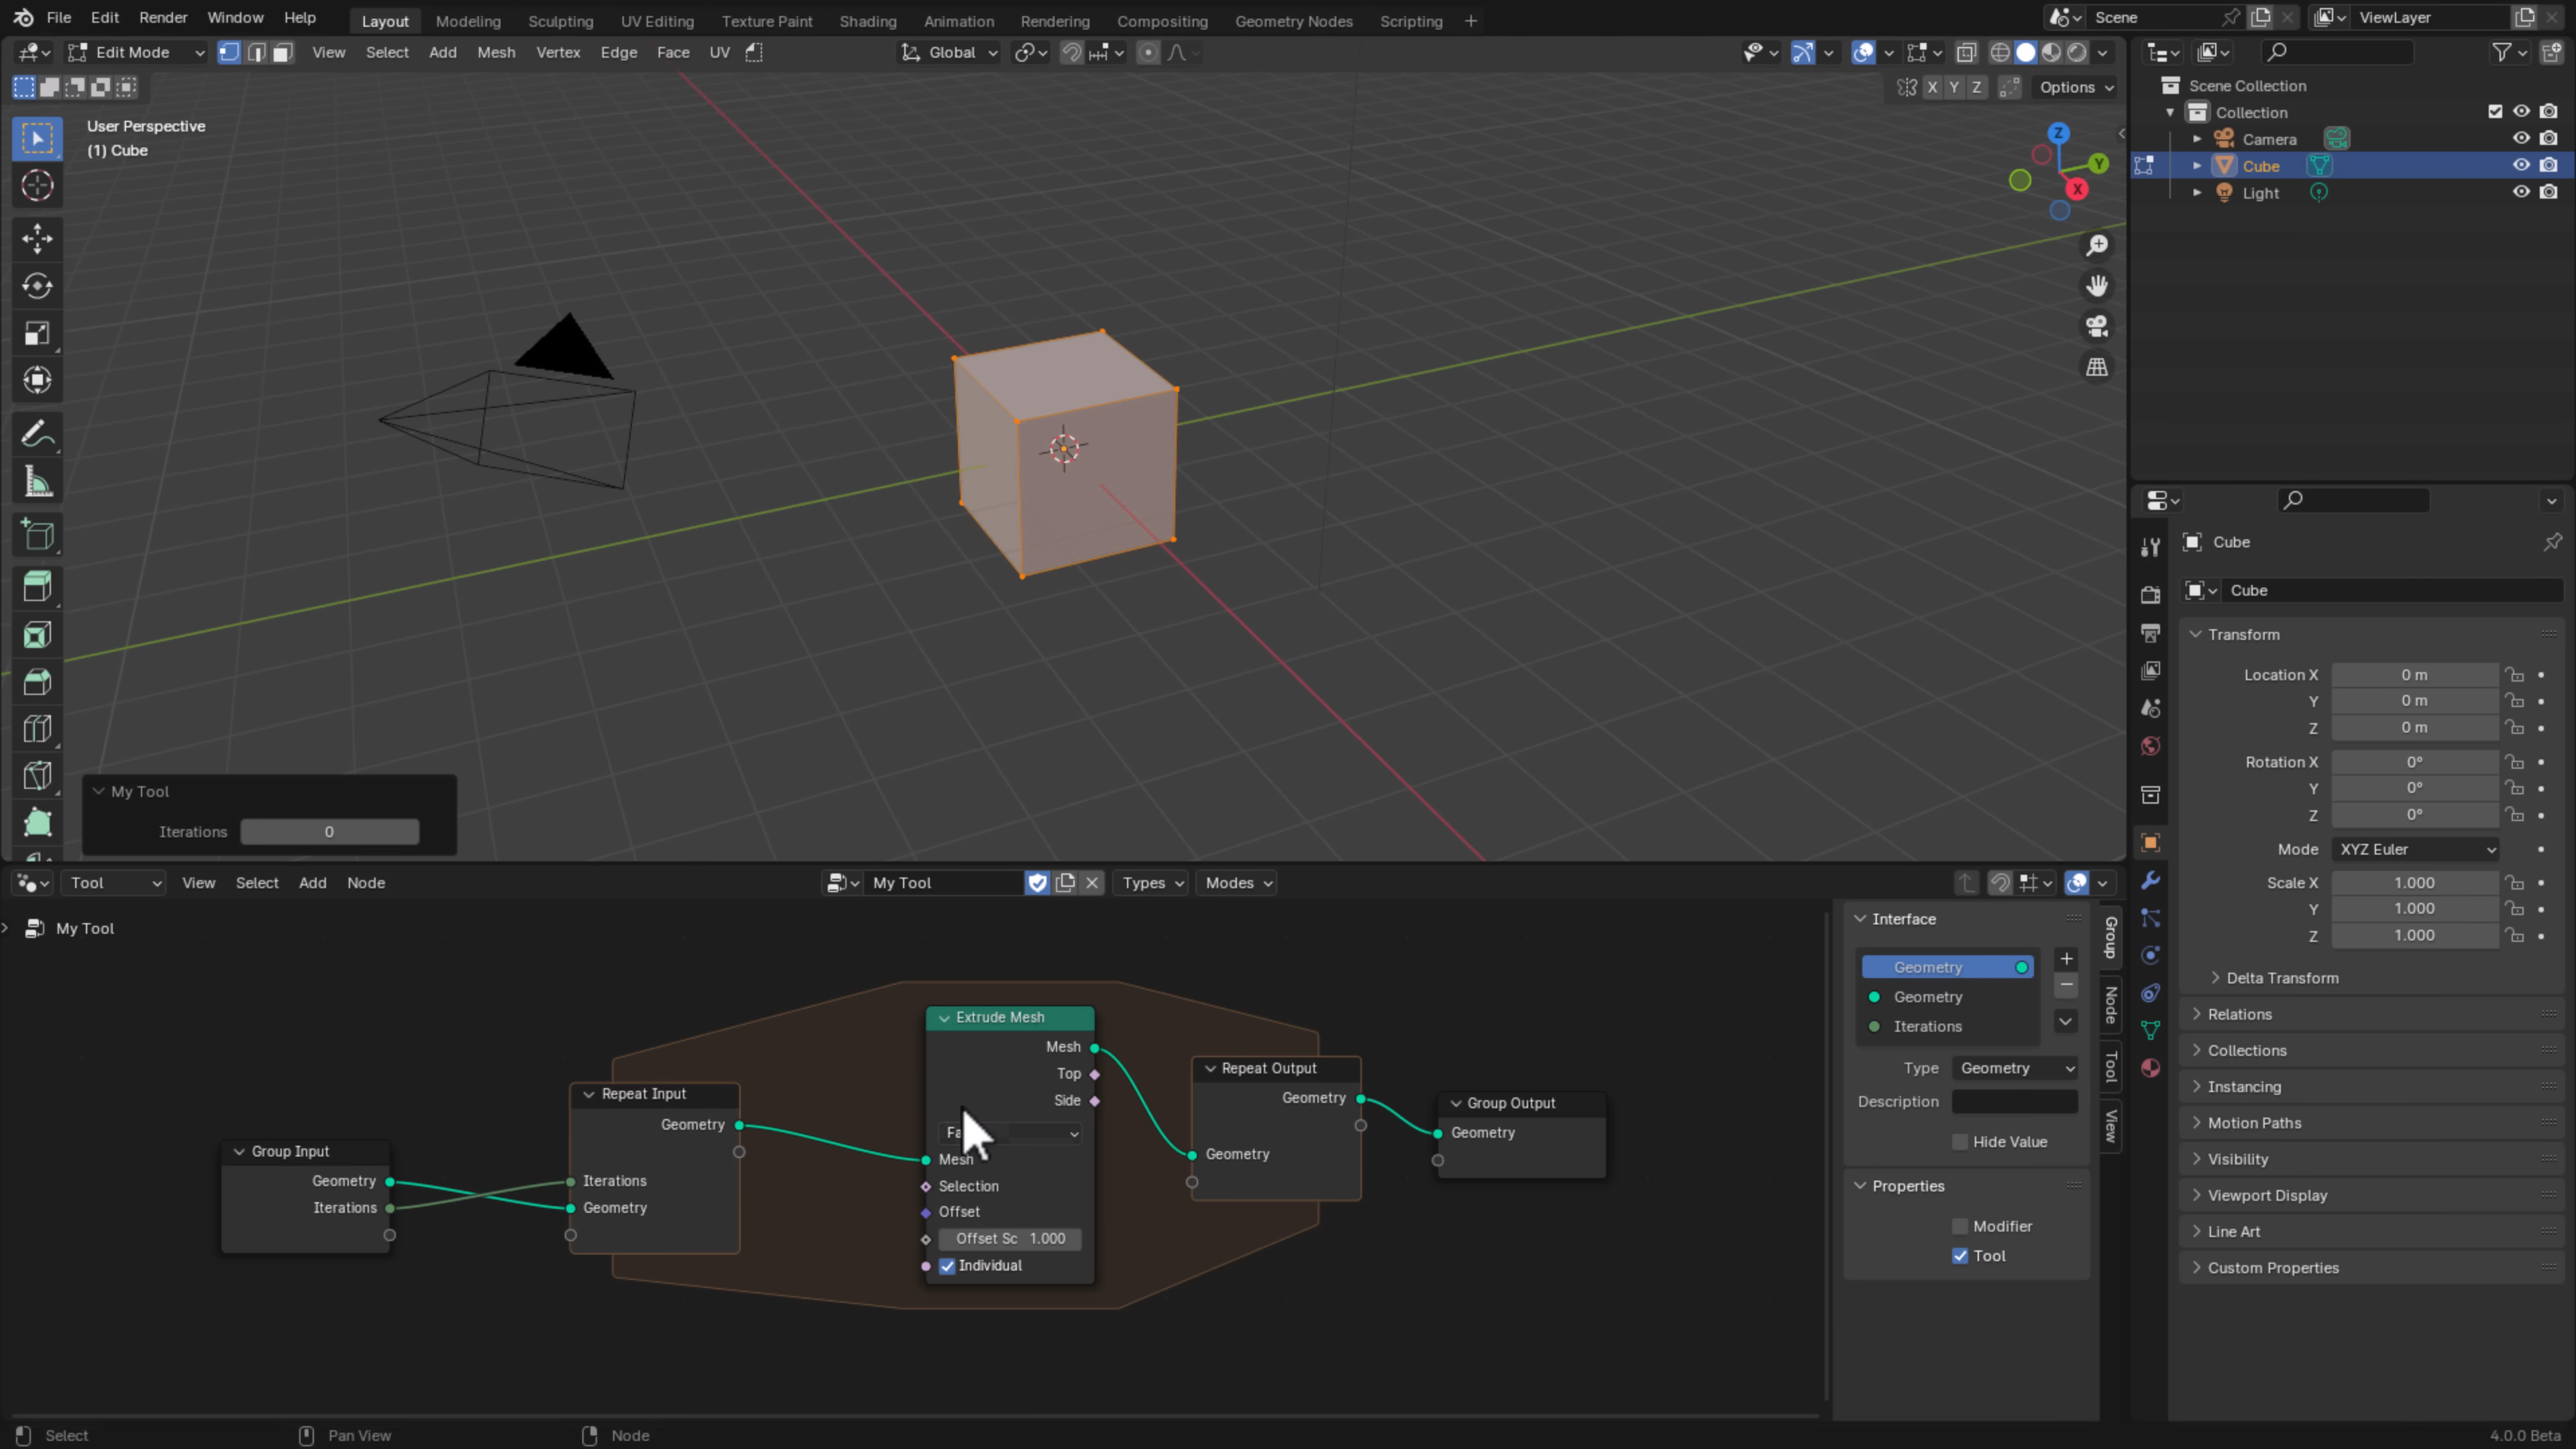 File Edit Render Window Help Layout Modeling Sculpting UV Editing Texture Paint Shading Animation Rendering Compositing Geometry Nodes Scripting + Scene ViewLayer
Edit Mode View Select Add Mesh Vertex Edge Face UV Global
X Y Z Options
User Perspective
(1) Cube
Z
Y
X
My Tool
Iterations 0
Scene Collection
Collection
Camera
Cube
Light
Cube
Cube
Transform
Location X 0 m
Y 0 m
Z 0 m
Rotation X 0°
Y 0°
Z 0°
Mode XYZ Euler
Scale X 1.000
Y 1.000
Z 1.000
Delta Transform
Relations
Collections
Instancing
Motion Paths
Visibility
Viewport Display
Line Art
Custom Properties
Tool View Select Add Node My Tool Types Modes
My Tool
Group Input
Geometry
Iterations
Repeat Input
Geometry
Iterations
Geometry
Extrude Mesh
Mesh
Top
Side
Mesh
Selection
Offset
Offset Sc 1.000
Individual
Repeat Output
Geometry
Geometry
Group Output
Geometry
Interface
Geometry
Geometry
Iterations
Type Geometry
Description
Hide Value
Properties
Modifier
Tool
Group
Node
Tool
View
Select Pan View Node 4.0.0 Beta